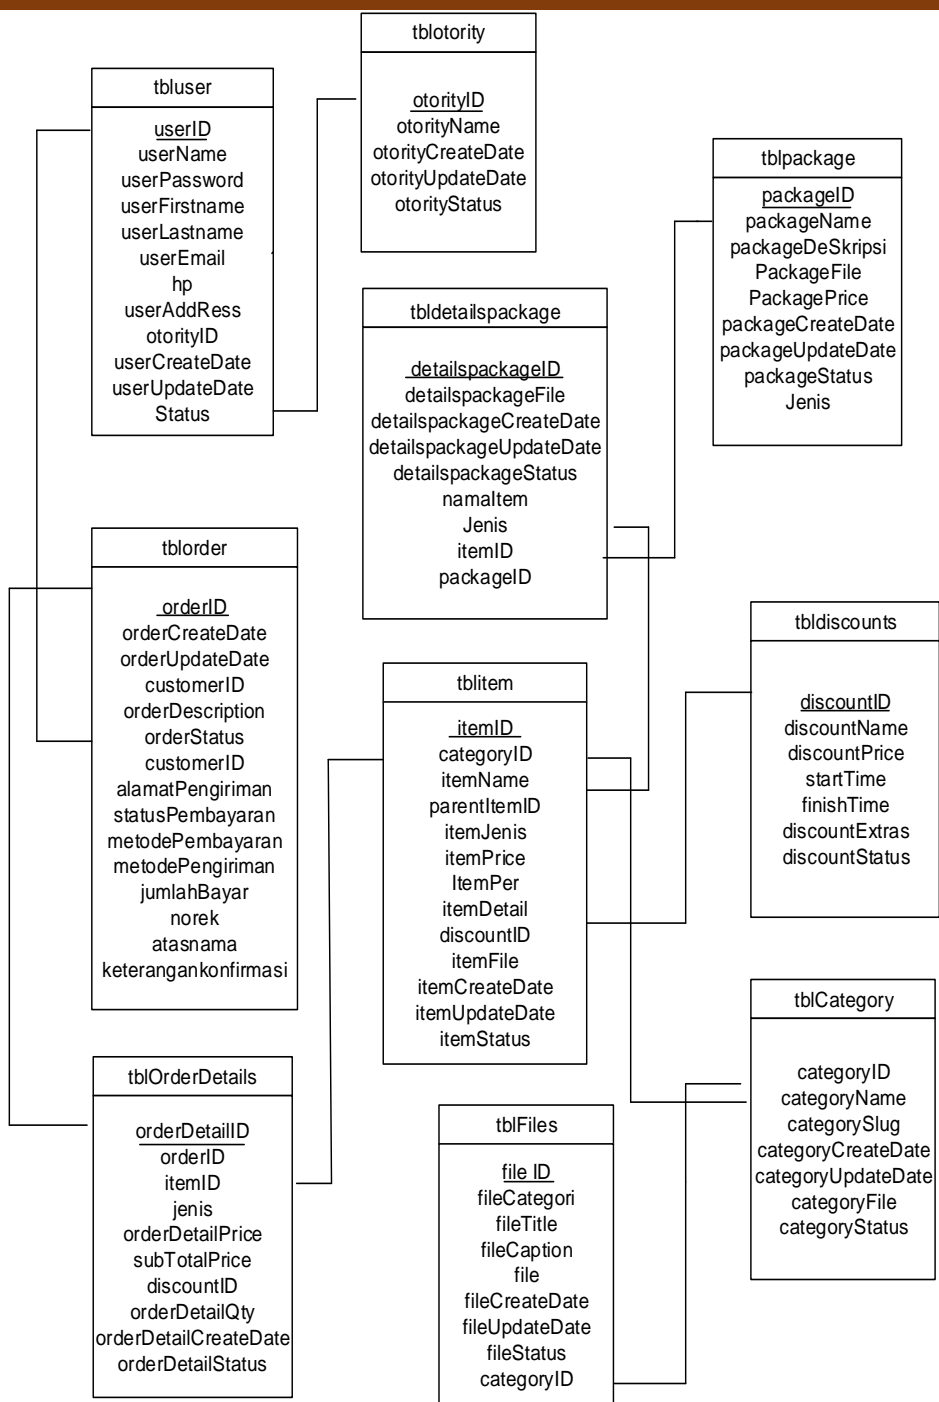 tblotority
otorityID
otorityName
otorityCreateDate
otorityUpdateDate
otorityStatus
tbluser
userID
userName
userPassword
userFirstname
userLastname
userEmail
hp
userAddRess
otorityID
userCreateDate
userUpdateDate
Status
tblpackage
packageID
packageName
packageDeSkripsi
PackageFile
PackagePrice
packageCreateDate
packageUpdateDate
packageStatus
Jenis
tbldetailspackage
detailspackageID
detailspackageFile
detailspackageCreateDate
detailspackageUpdateDate
detailspackageStatus
namaItem
Jenis
itemID
packageID
tblorder
orderID
orderCreateDate
orderUpdateDate
customerID
orderDescription
orderStatus
customerID
alamatPengiriman
statusPembayaran
metodePembayaran
metodePengiriman
jumlahBayar
norek
atasnama
keterangankonfirmasi
tblitem
itemID
categoryID
itemName
parentItemID
itemJenis
itemPrice
ItemPer
itemDetail
discountID
itemFile
itemCreateDate
itemUpdateDate
itemStatus
tbldiscounts
discountID
discountName
discountPrice
startTime
finishTime
discountExtras
discountStatus
tblOrderDetails
orderDetailID
orderID
itemID
jenis
orderDetailPrice
subTotalPrice
discountID
orderDetailQty
orderDetailCreateDate
orderDetailStatus
tblFiles
file ID
fileCategori
fileTitle
fileCaption
file
fileCreateDate
fileUpdateDate
fileStatus
categoryID
tblCategory
categoryID
categoryName
categorySlug
categoryCreateDate
categoryUpdateDate
categoryFile
categoryStatus